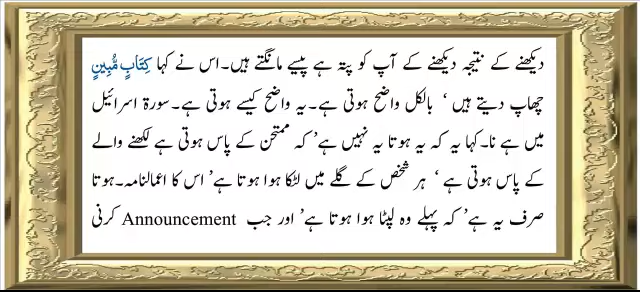 دیکھنے کے نتیجہ دیکھنے کے آپ کو پتہ ہے پیسے مانگتے ہیں۔اس نے کہا كِتَابٍ مُّبِينٍ
چھاپ دیتے ہیں ‘ بالکل واضح ہوتی ہے۔یہ واضح کیسے ہوتی ہے۔سورۃ اسرائیل
میں ہے نا۔کہا یہ کہ یہ ہوتا یہ نہیں ہے’ کہ ممتحن کے پاس ہوتی ہے لکھنے والے
کے پاس ہوتی ہے ‘ ہر شخص کے گلے میں لٹکا ہوا ہوتا ہے’ اس کا اعمالنامہ۔ہوتا
صرف یہ ہے’ کہ پہلے وہ لپٹا ہوا ہوتا ہے’ اور جب Announcement کرنی